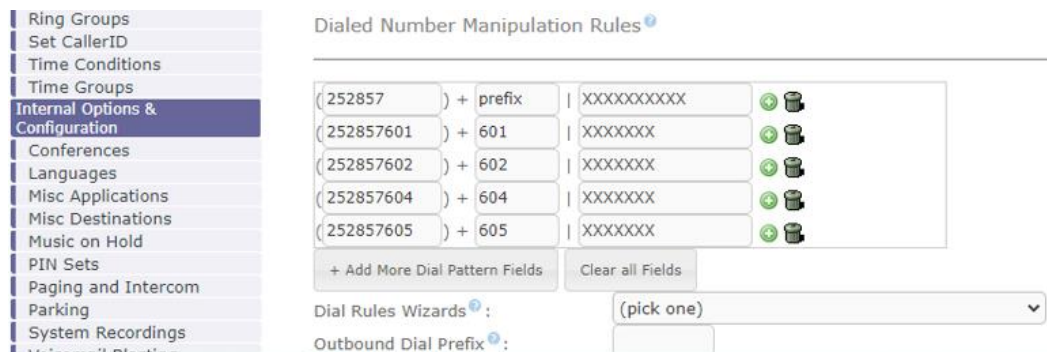 Ring Groups
Set CallerID
Time Conditions
Time Groups
Internal Options &
Configuration
Conferences
Languages
Misc Applications
Misc Destinations
Music on Hold
PIN Sets
Paging and Intercom
Parking
System Recordings
Dialed Number Manipulation Rules
(252857) + prefix | XXXXXXXXXX
(252857601) + 601 | XXXXXXX
(252857602) + 602 | XXXXXXX
(252857604) + 604 | XXXXXXX
(252857605) + 605 | XXXXXXX
+ Add More Dial Pattern Fields Clear all Fields
Dial Rules Wizards? : (pick one)
Outbound Dial Prefix? :